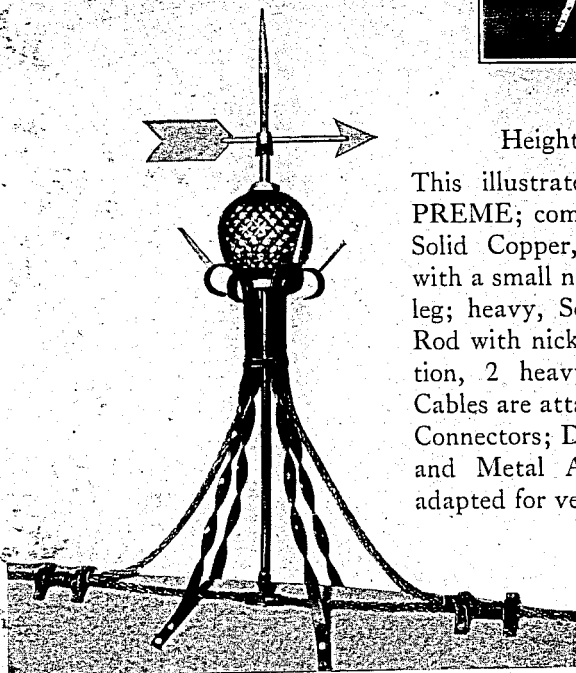 Height
This illustrate
PREME; com
Solid Copper,
with a small n
leg; heavy, S
Rod with nick
tion, 2 heav
Cables are atta
Connectors; D
and Metal A
adapted for ve